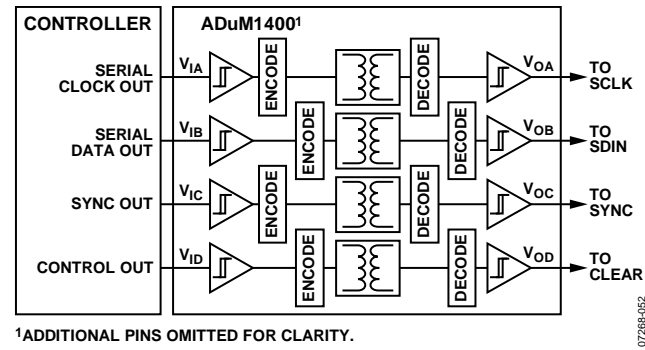 CONTROLLER
ADuM1400¹
SERIAL
CLOCK OUT
V_IA
ENCODE
DECODE
V_OA
TO
SCLK
SERIAL
DATA OUT
V_IB
ENCODE
DECODE
V_OB
TO
SDIN
SYNC OUT
V_IC
ENCODE
DECODE
V_OC
TO
SYNC
CONTROL OUT
V_ID
ENCODE
DECODE
V_OD
TO
CLEAR
¹ADDITIONAL PINS OMITTED FOR CLARITY.
07268-052